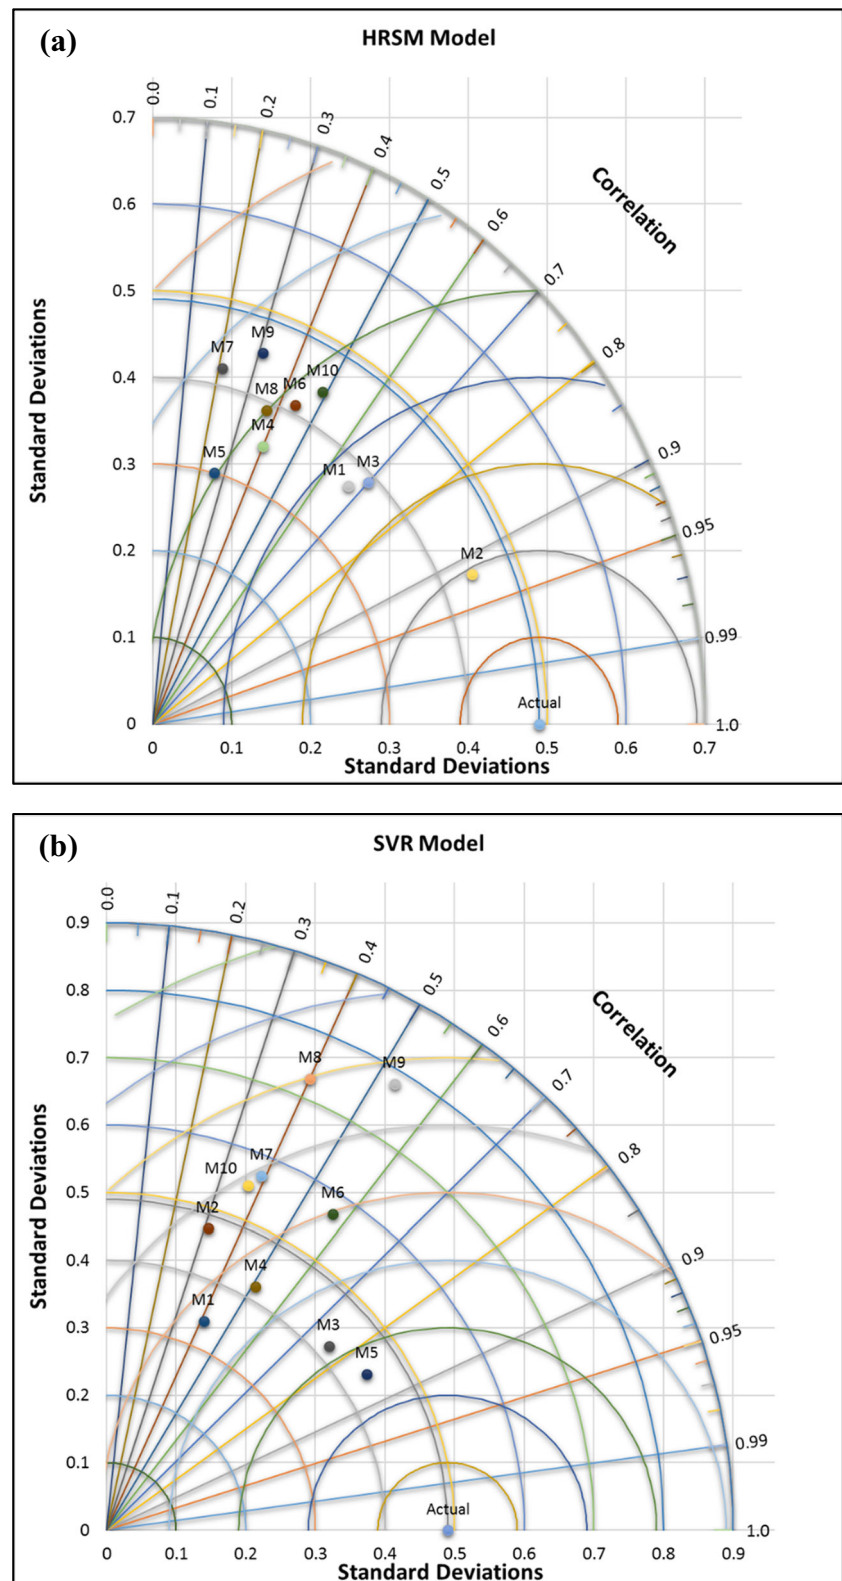 (a)
HRSM Model
0.0
0.1
0.2
0.3
0.4
0.5
0.6
0.7
0.8
0.9
0.95
0.99
1.0
Correlation
Standard Deviations
0.7
0.6
0.5
0.4
0.3
0.2
0.1
0
M7
M9
M8
M6
M10
M4
M5
M1
M3
M2
Actual
0
0.1
0.2
0.3
0.4
0.5
0.6
0.7
Standard Deviations
(b)
SVR Model
0.0
0.1
0.2
0.3
0.4
0.5
0.6
0.7
0.8
0.9
0.95
0.99
1.0
Correlation
Standard Deviations
0.9
0.8
0.7
0.6
0.5
0.4
0.3
0.2
0.1
0
M8
M9
M10
M7
M6
M2
M4
M1
M3
M5
Actual
0
0.1
0.2
0.3
0.4
0.5
0.6
0.7
0.8
0.9
Standard Deviations